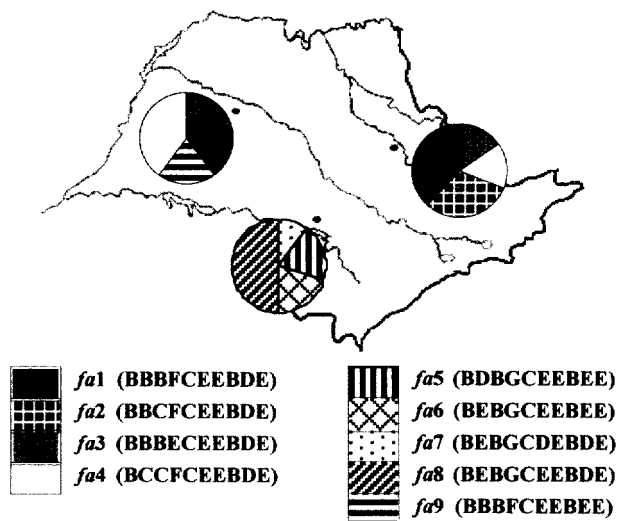 fa1 (BBBFCEEBDE)
fa2 (BBCFCEEBDE)
fa3 (BBBECEEBDE)
fa4 (BCCFCEEBDE)
fa5 (BDBGCEEBEE)
fa6 (BEBGCEEBEE)
fa7 (BEBGCDEBDE)
fa8 (BEBGCEEBDE)
fa9 (BBBFCEEBEE)